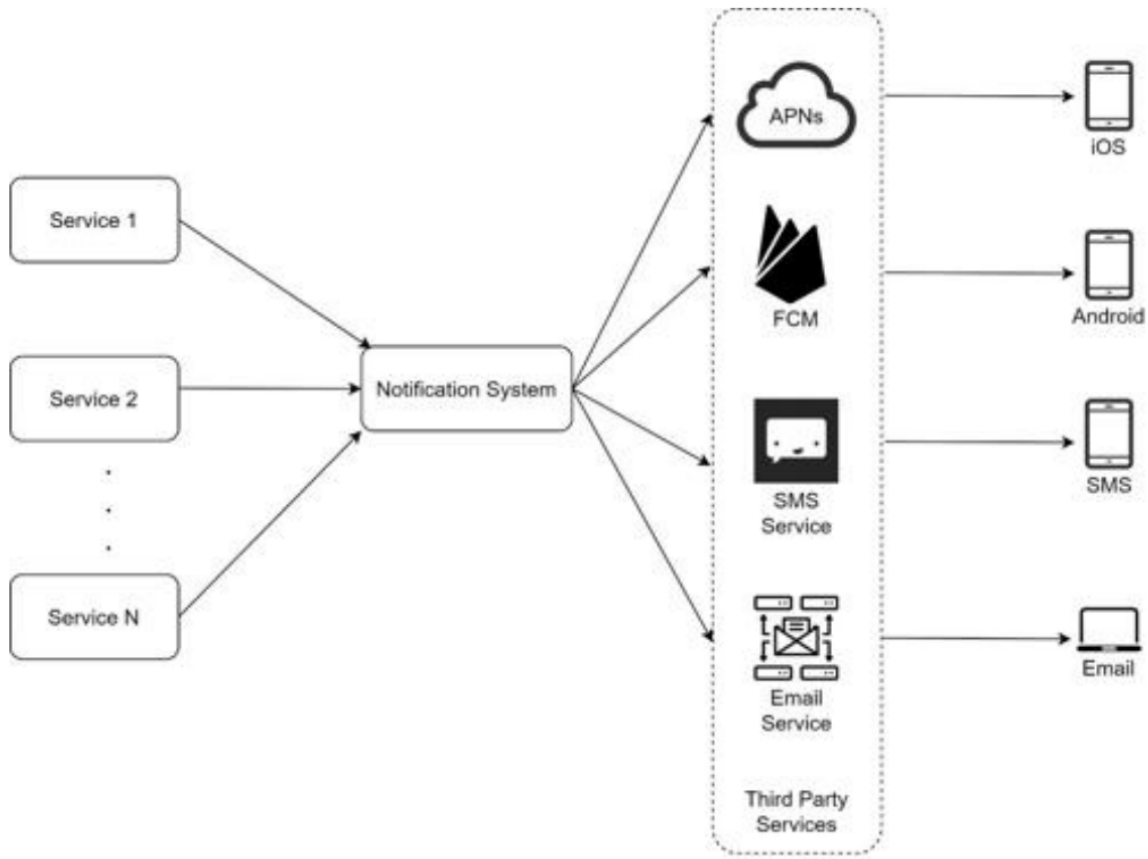 APNs
iOS
Service 1
FCM
Android
Service 2
Notification System
SMS
Service
SMS
Service N
Email
Service
Email
Third Party
Services